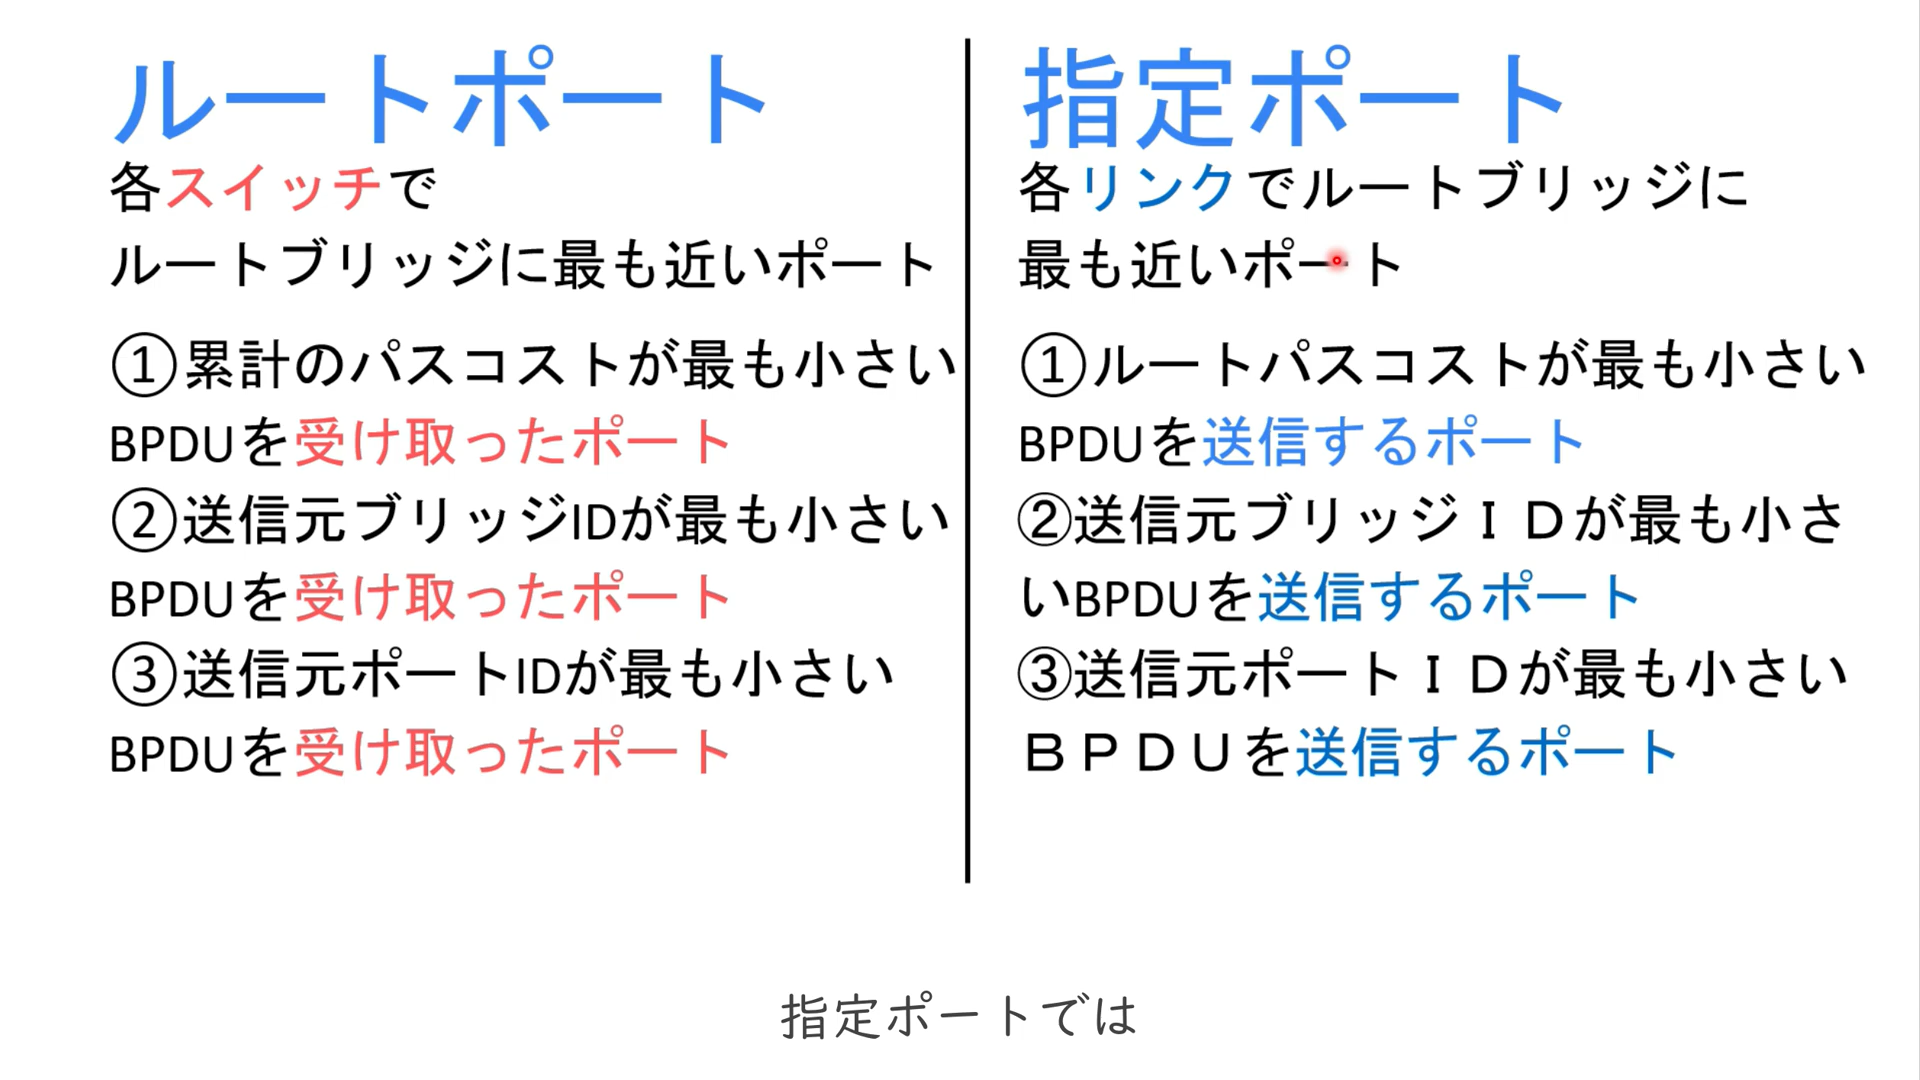 ルートポート
各スイッチで
ルートブリッジに最も近いポート
①累計のパスコストが最も小さい
BPDUを受け取ったポート
②送信元ブリッジIDが最も小さい
BPDUを受け取ったポート
③送信元ポートIDが最も小さい
BPDUを受け取ったポート
指定ポート
各リンクでルートブリッジに
最も近いポート
①ルートパスコストが最も小さい
BPDUを送信するポート
②送信元ブリッジＩＤが最も小さ
いBPDUを送信するポート
③送信元ポートＩＤが最も小さい
ＢＰＤＵを送信するポート
指定ポートでは